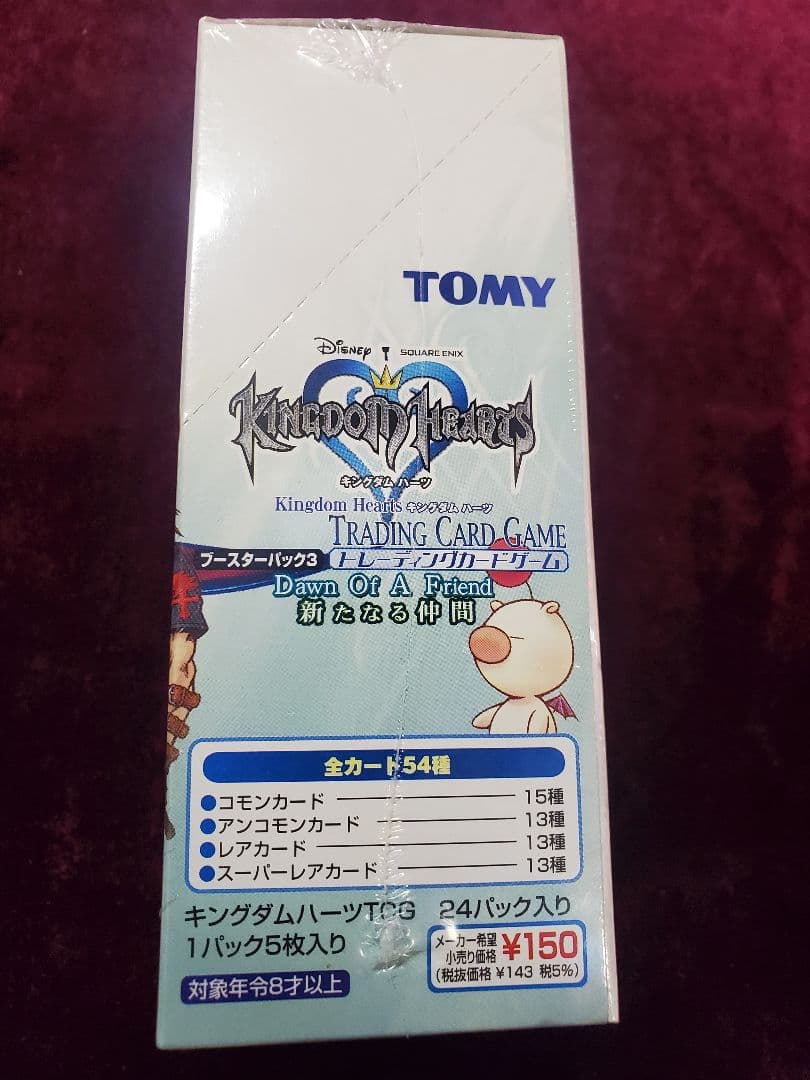 TOMY
Disney SQUARE ENIX
KINGDOM HEARTS
キングダム ハーツ
Kingdom Hearts キングダム ハーツ
TRADING CARD GAME
ブースターパック3 トレーディングカードゲーム
Dawn Of A Friend
新たなる仲間
全カード54種
●コモンカード 15種
●アンコモンカード 13種
●レアカード 13種
●スーパーレアカード 13種
キングダムハーツTCG 24パック入り
1パック5枚入り
メーカー希望
小売り価格 ¥150
(税抜価格 ¥143 税5%)
対象年令8才以上